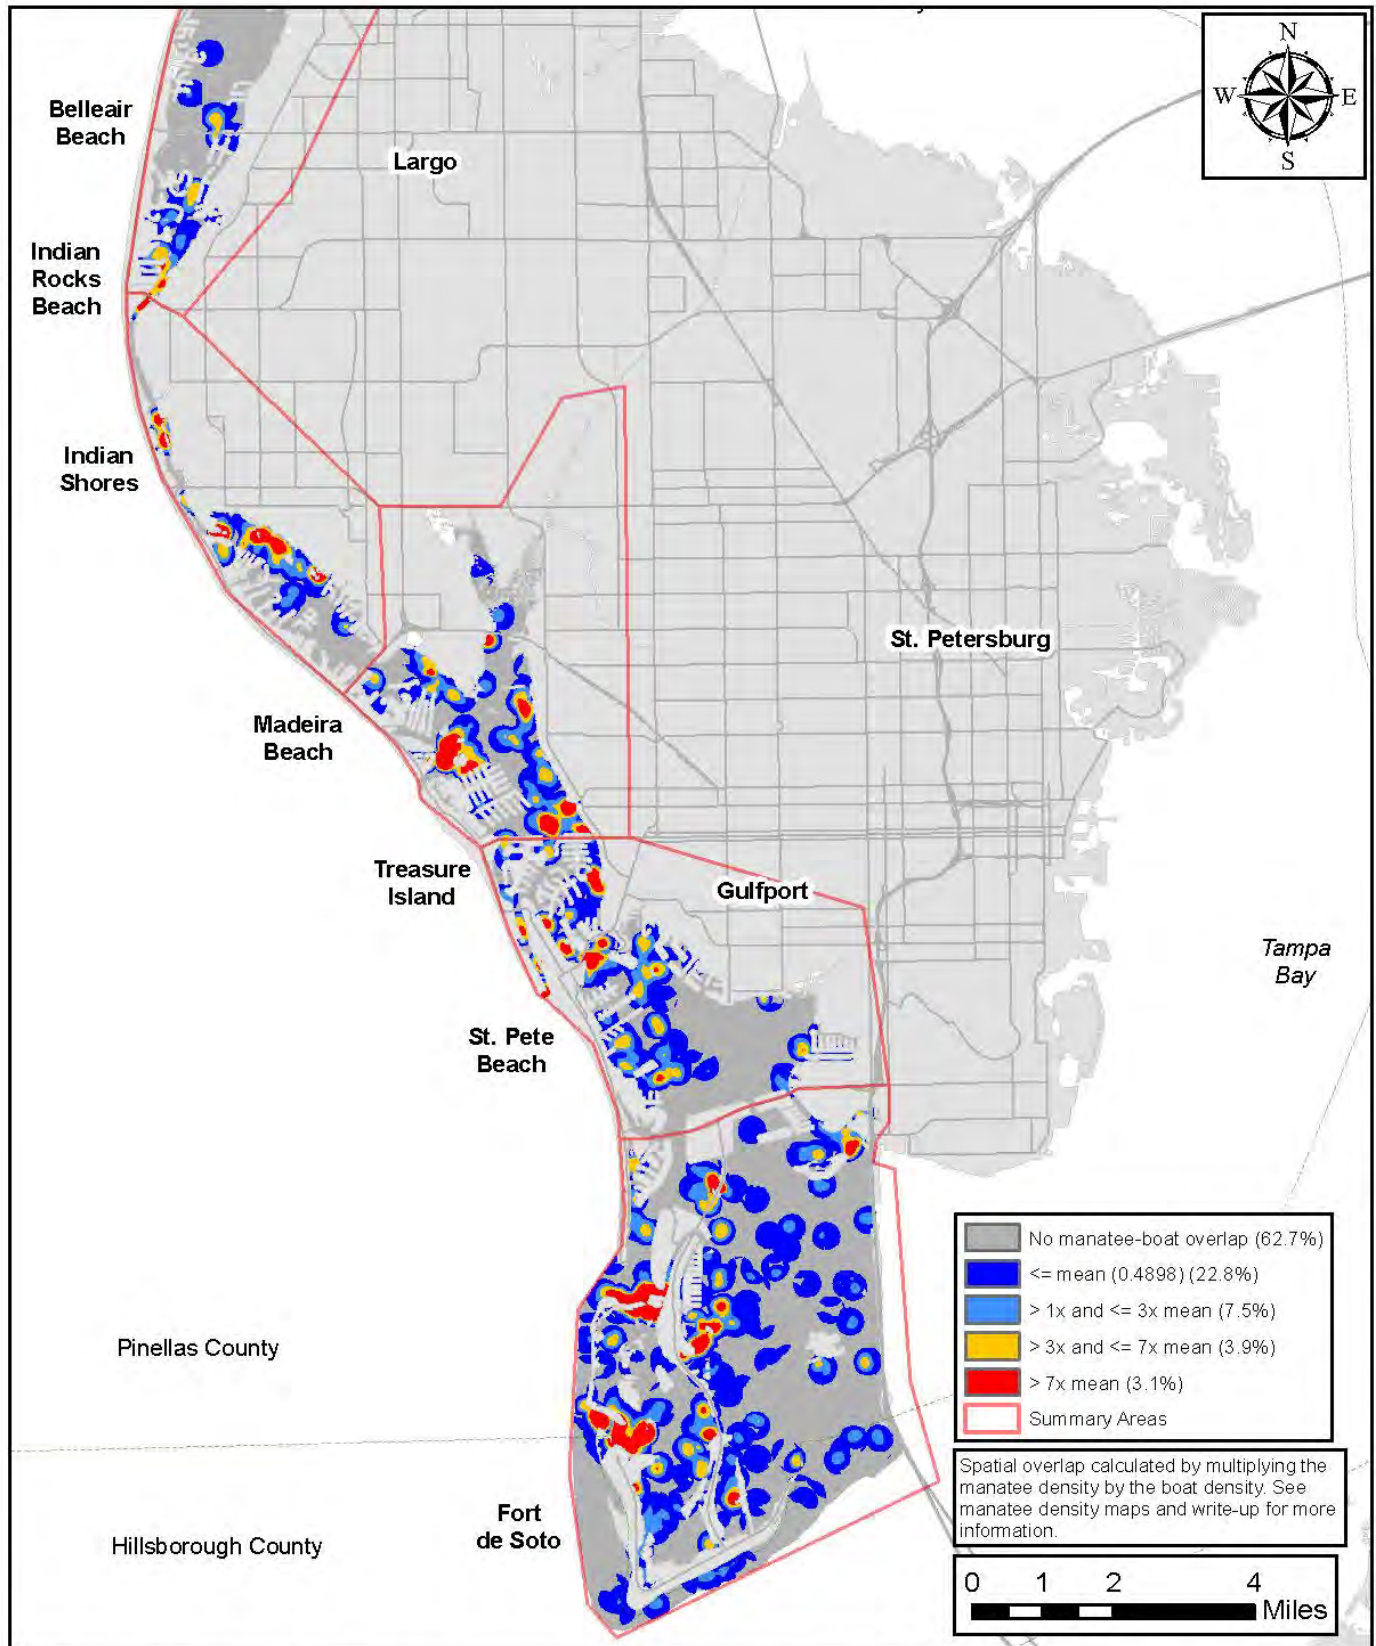 N
W
E
S
Belleair
Beach
Largo
Indian
Rocks
Beach
Indian
Shores
St. Petersburg
Madeira
Beach
Treasure
Island
Gulfport
Tampa
Bay
St. Pete
Beach
Pinellas County
Hillsborough County
Fort
de Soto
No manatee-boat overlap (62.7%)
<= mean (0.4898) (22.8%)
> 1x and <= 3x mean (7.5%)
> 3x and <= 7x mean (3.9%)
> 7x mean (3.1%)
Summary Areas
Spatial overlap calculated by multiplying the
manatee density by the boat density. See
manatee density maps and write-up for more
information.
0 1 2 4
Miles